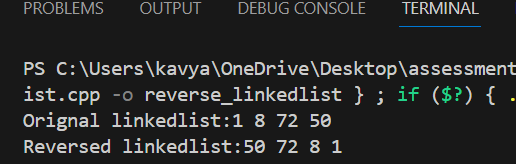 PROBLEMS OUTPUT DEBUG CONSOLE TERMINAL
PS C:\Users\kavya\OneDrive\Desktop\assessment
ist.cpp -o reverse_linkedlist } ; if ($?) { .
Orignal linkedlist:1 8 72 50
Reversed linkedlist:50 72 8 1